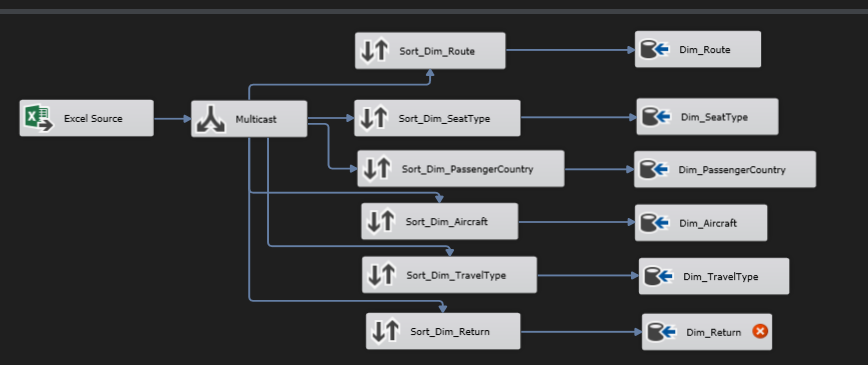 Sort_Dim_Route
Dim_Route
Excel Source
Multicast
Sort_Dim_SeatType
Dim_SeatType
Sort_Dim_PassengerCountry
Dim_PassengerCountry
Sort_Dim_Aircraft
Dim_Aircraft
Sort_Dim_TravelType
Dim_TravelType
Sort_Dim_Return
Dim_Return